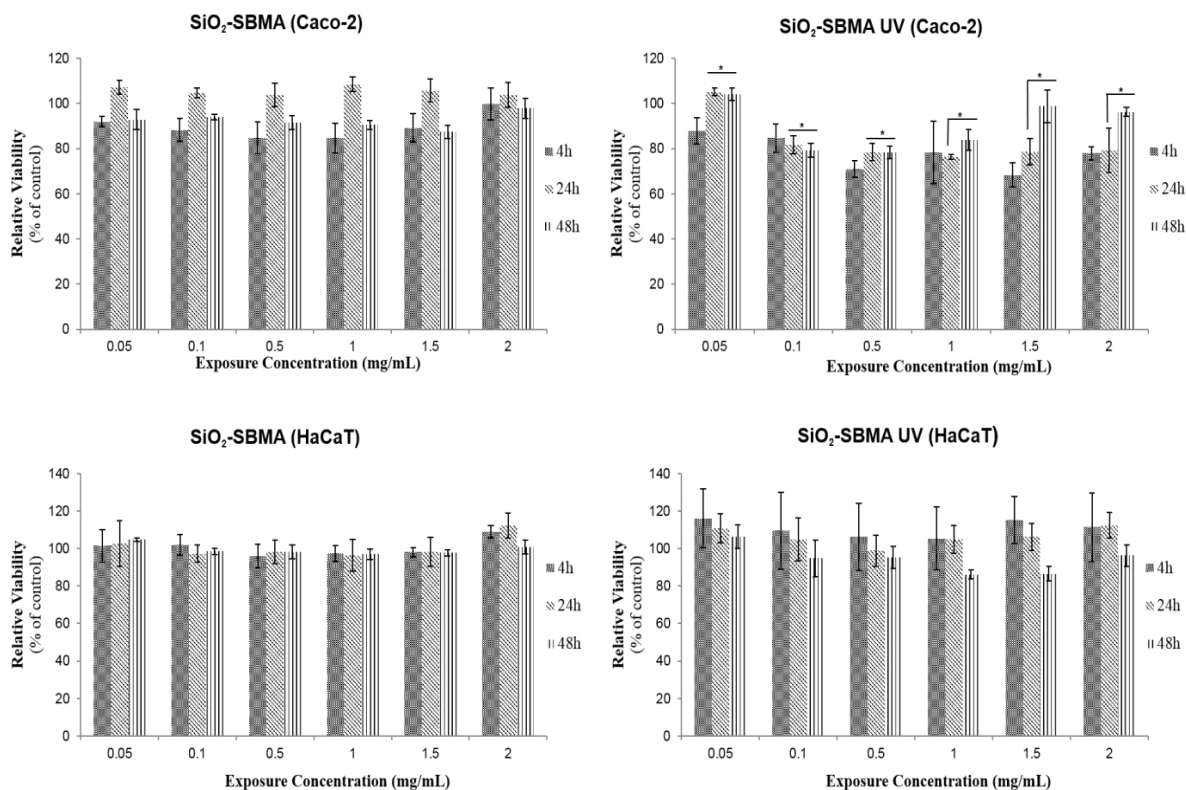 SiO₂-SBMA (Caco-2)
Relative Viability
(% of control)
120
100
80
60
40
20
0
0.05 0.1 0.5 1 1.5 2
Exposure Concentration (mg/mL)
4h
24h
48h
SiO₂-SBMA UV (Caco-2)
Relative Viability
(% of control)
120
100
80
60
40
20
0
* * * * * *
0.05 0.1 0.5 1 1.5 2
Exposure Concentration (mg/mL)
4h
24h
48h
SiO₂-SBMA (HaCaT)
Relative Viability
(% of control)
140
120
100
80
60
40
20
0
0.05 0.1 0.5 1 1.5 2
Exposure Concentration (mg/mL)
4h
24h
48h
SiO₂-SBMA UV (HaCaT)
Relative Viability
(% of control)
140
120
100
80
60
40
20
0
0.05 0.1 0.5 1 1.5 2
Exposure Concentration (mg/mL)
4h
24h
48h